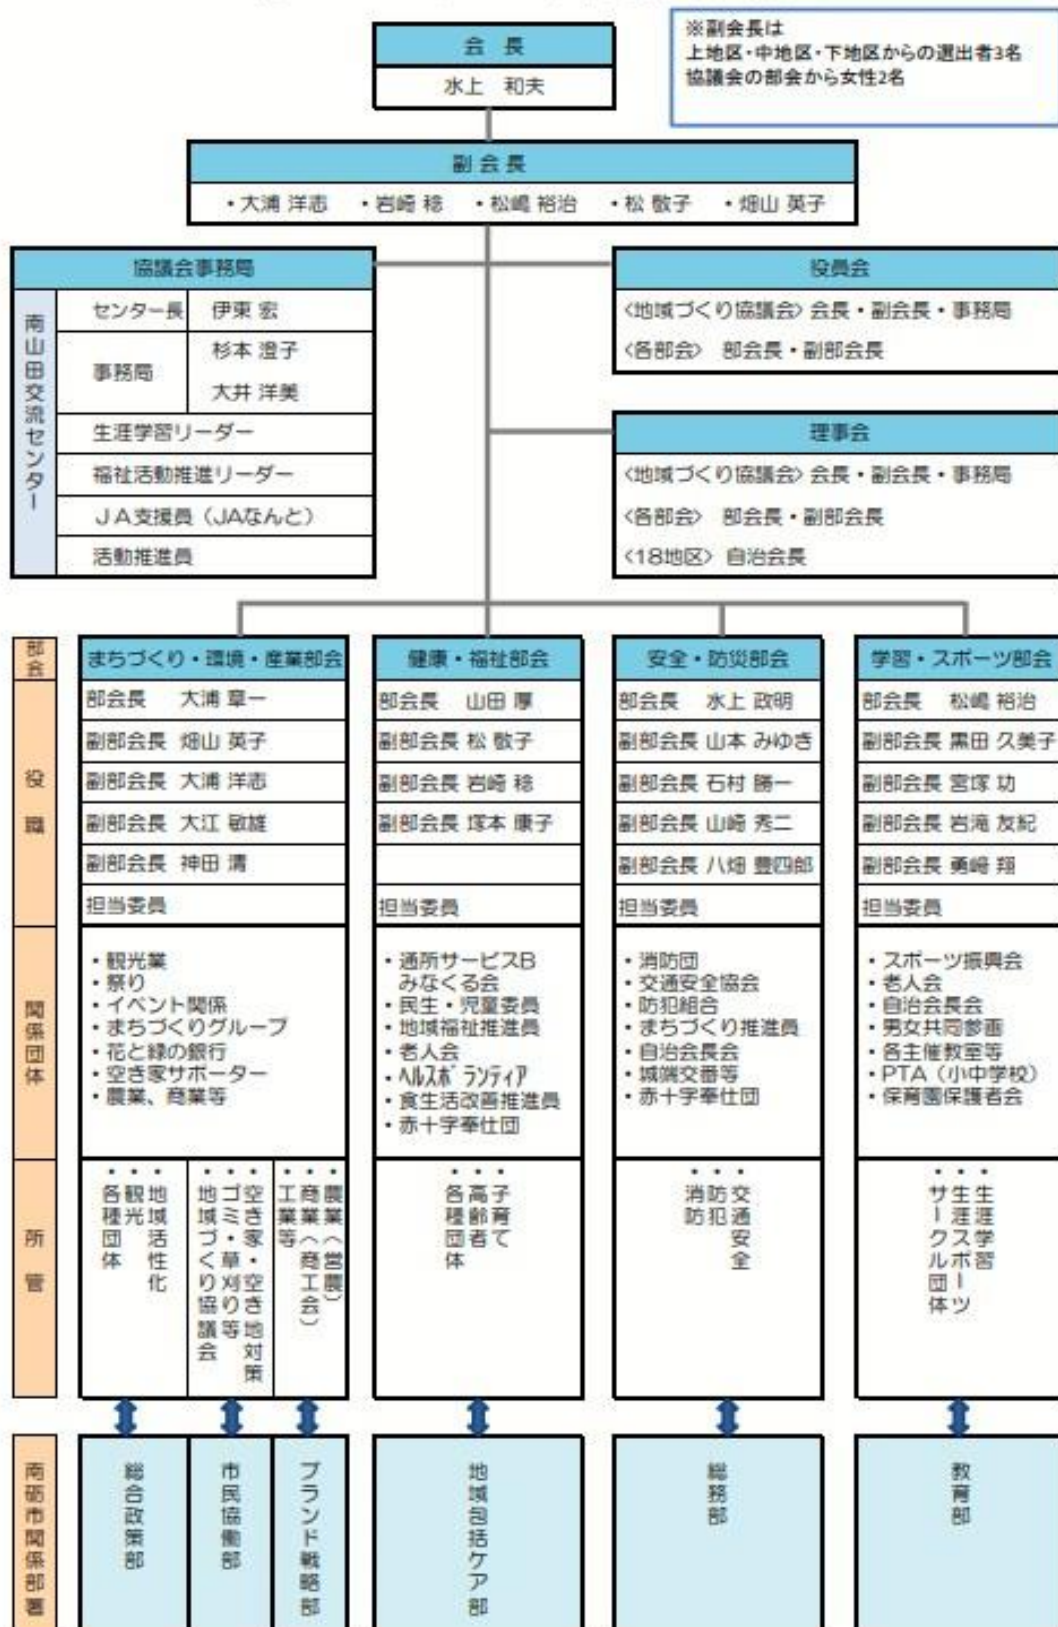 会 長
水上 和夫
※副会長は
上地区・中地区・下地区からの選出者3名
協議会の部会から女性2名
副 会 長
・大浦 洋志 ・岩崎 稔 ・松嶋 裕治 ・松 敬子 ・畑山 英子
協議会事務局
南山田交流センター
センター長 伊東 宏
事務局
杉本 澄子
大井 洋美
生涯学習リーダー
福祉活動推進リーダー
JA支援員（JAなんと）
活動推進員
役員会
<地域づくり協議会> 会長・副会長・事務局
<各部会> 部会長・副部会長
理事会
<地域づくり協議会> 会長・副会長・事務局
<各部会> 部会長・副部会長
<18地区> 自治会長
部会
役職
関係団体
所管
南砺市関係部署
まちづくり・環境・産業部会
部会長 大浦 章一
副部会長 畑山 英子
副部会長 大浦 洋志
副部会長 大江 敏雄
副部会長 神田 清
担当委員
・観光業
・祭り
・イベント関係
・まちづくりグループ
・花と緑の銀行
・空き家サポーター
・農業、商業等
・地域活性化
・観光
・各種団体
・空き家・空き地対策
・ゴミ・草刈り等
・地域づくり協議会
・農業（営農）
・商業（商工会）
・工業等
総合政策部
市民協働部
ブランド戦略部
健康・福祉部会
部会長 山田 厚
副部会長 松 敬子
副部会長 岩崎 稔
副部会長 塚本 康子
担当委員
・通所サービスB
みなくる会
・民生・児童委員
・地域福祉推進員
・老人会
・ヘルスボランティア
・食生活改善推進員
・赤十字奉仕団
・子育て
・高齢者
・各種団体
地域包括ケア部
安全・防災部会
部会長 水上 政明
副部会長 山本 みゆき
副部会長 石村 勝一
副部会長 山崎 秀二
副部会長 八畑 豊四郎
担当委員
・消防団
・交通安全協会
・防犯組合
・まちづくり推進員
・自治会長会
・城端交番等
・赤十字奉仕団
・交通安全
・防犯
・消防
総務部
学習・スポーツ部会
部会長 松嶋 裕治
副部会長 黒田 久美子
副部会長 宮塚 功
副部会長 岩滝 友紀
副部会長 勇崎 翔
担当委員
・スポーツ振興会
・老人会
・自治会長会
・男女共同参画
・各主催教室等
・PTA（小中学校）
・保育園保護者会
・生涯学習
・生涯スポーツ
・サークル団体
教育部